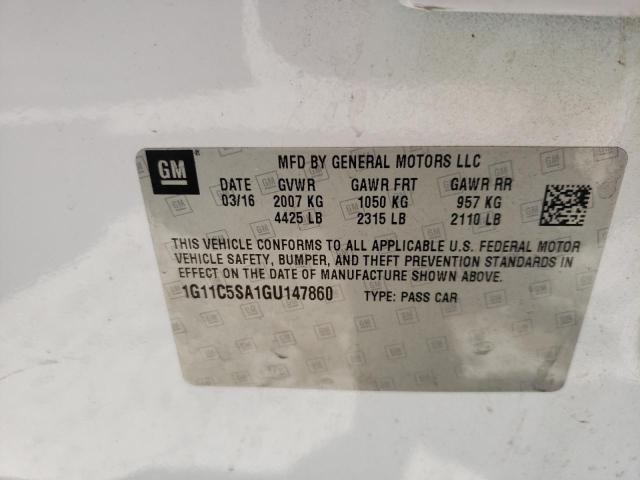 GM
MFD BY GENERAL MOTORS LLC
DATE GVWR GAWR FRT GAWR RR
03/16 2007 KG 1050 KG 957 KG
4425 LB 2315 LB 2110 LB
THIS VEHICLE CONFORMS TO ALL APPLICABLE U.S. FEDERAL MOTOR
VEHICLE SAFETY, BUMPER, AND THEFT PREVENTION STANDARDS IN
EFFECT ON THE DATE OF MANUFACTURE SHOWN ABOVE.
1G11C5SA1GU147860 TYPE: PASS CAR